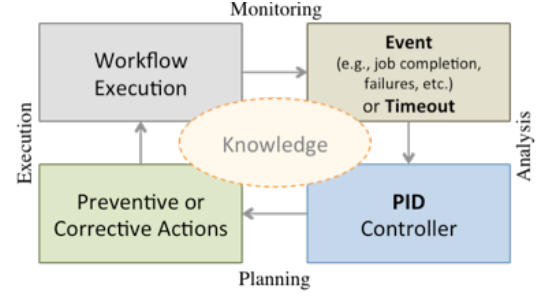 Monitoring
Workflow
Execution
Event
(e.g., job completion,
failures, etc.)
or Timeout
Execution
Knowledge
Analysis
Preventive or
Corrective Actions
PID
Controller
Planning